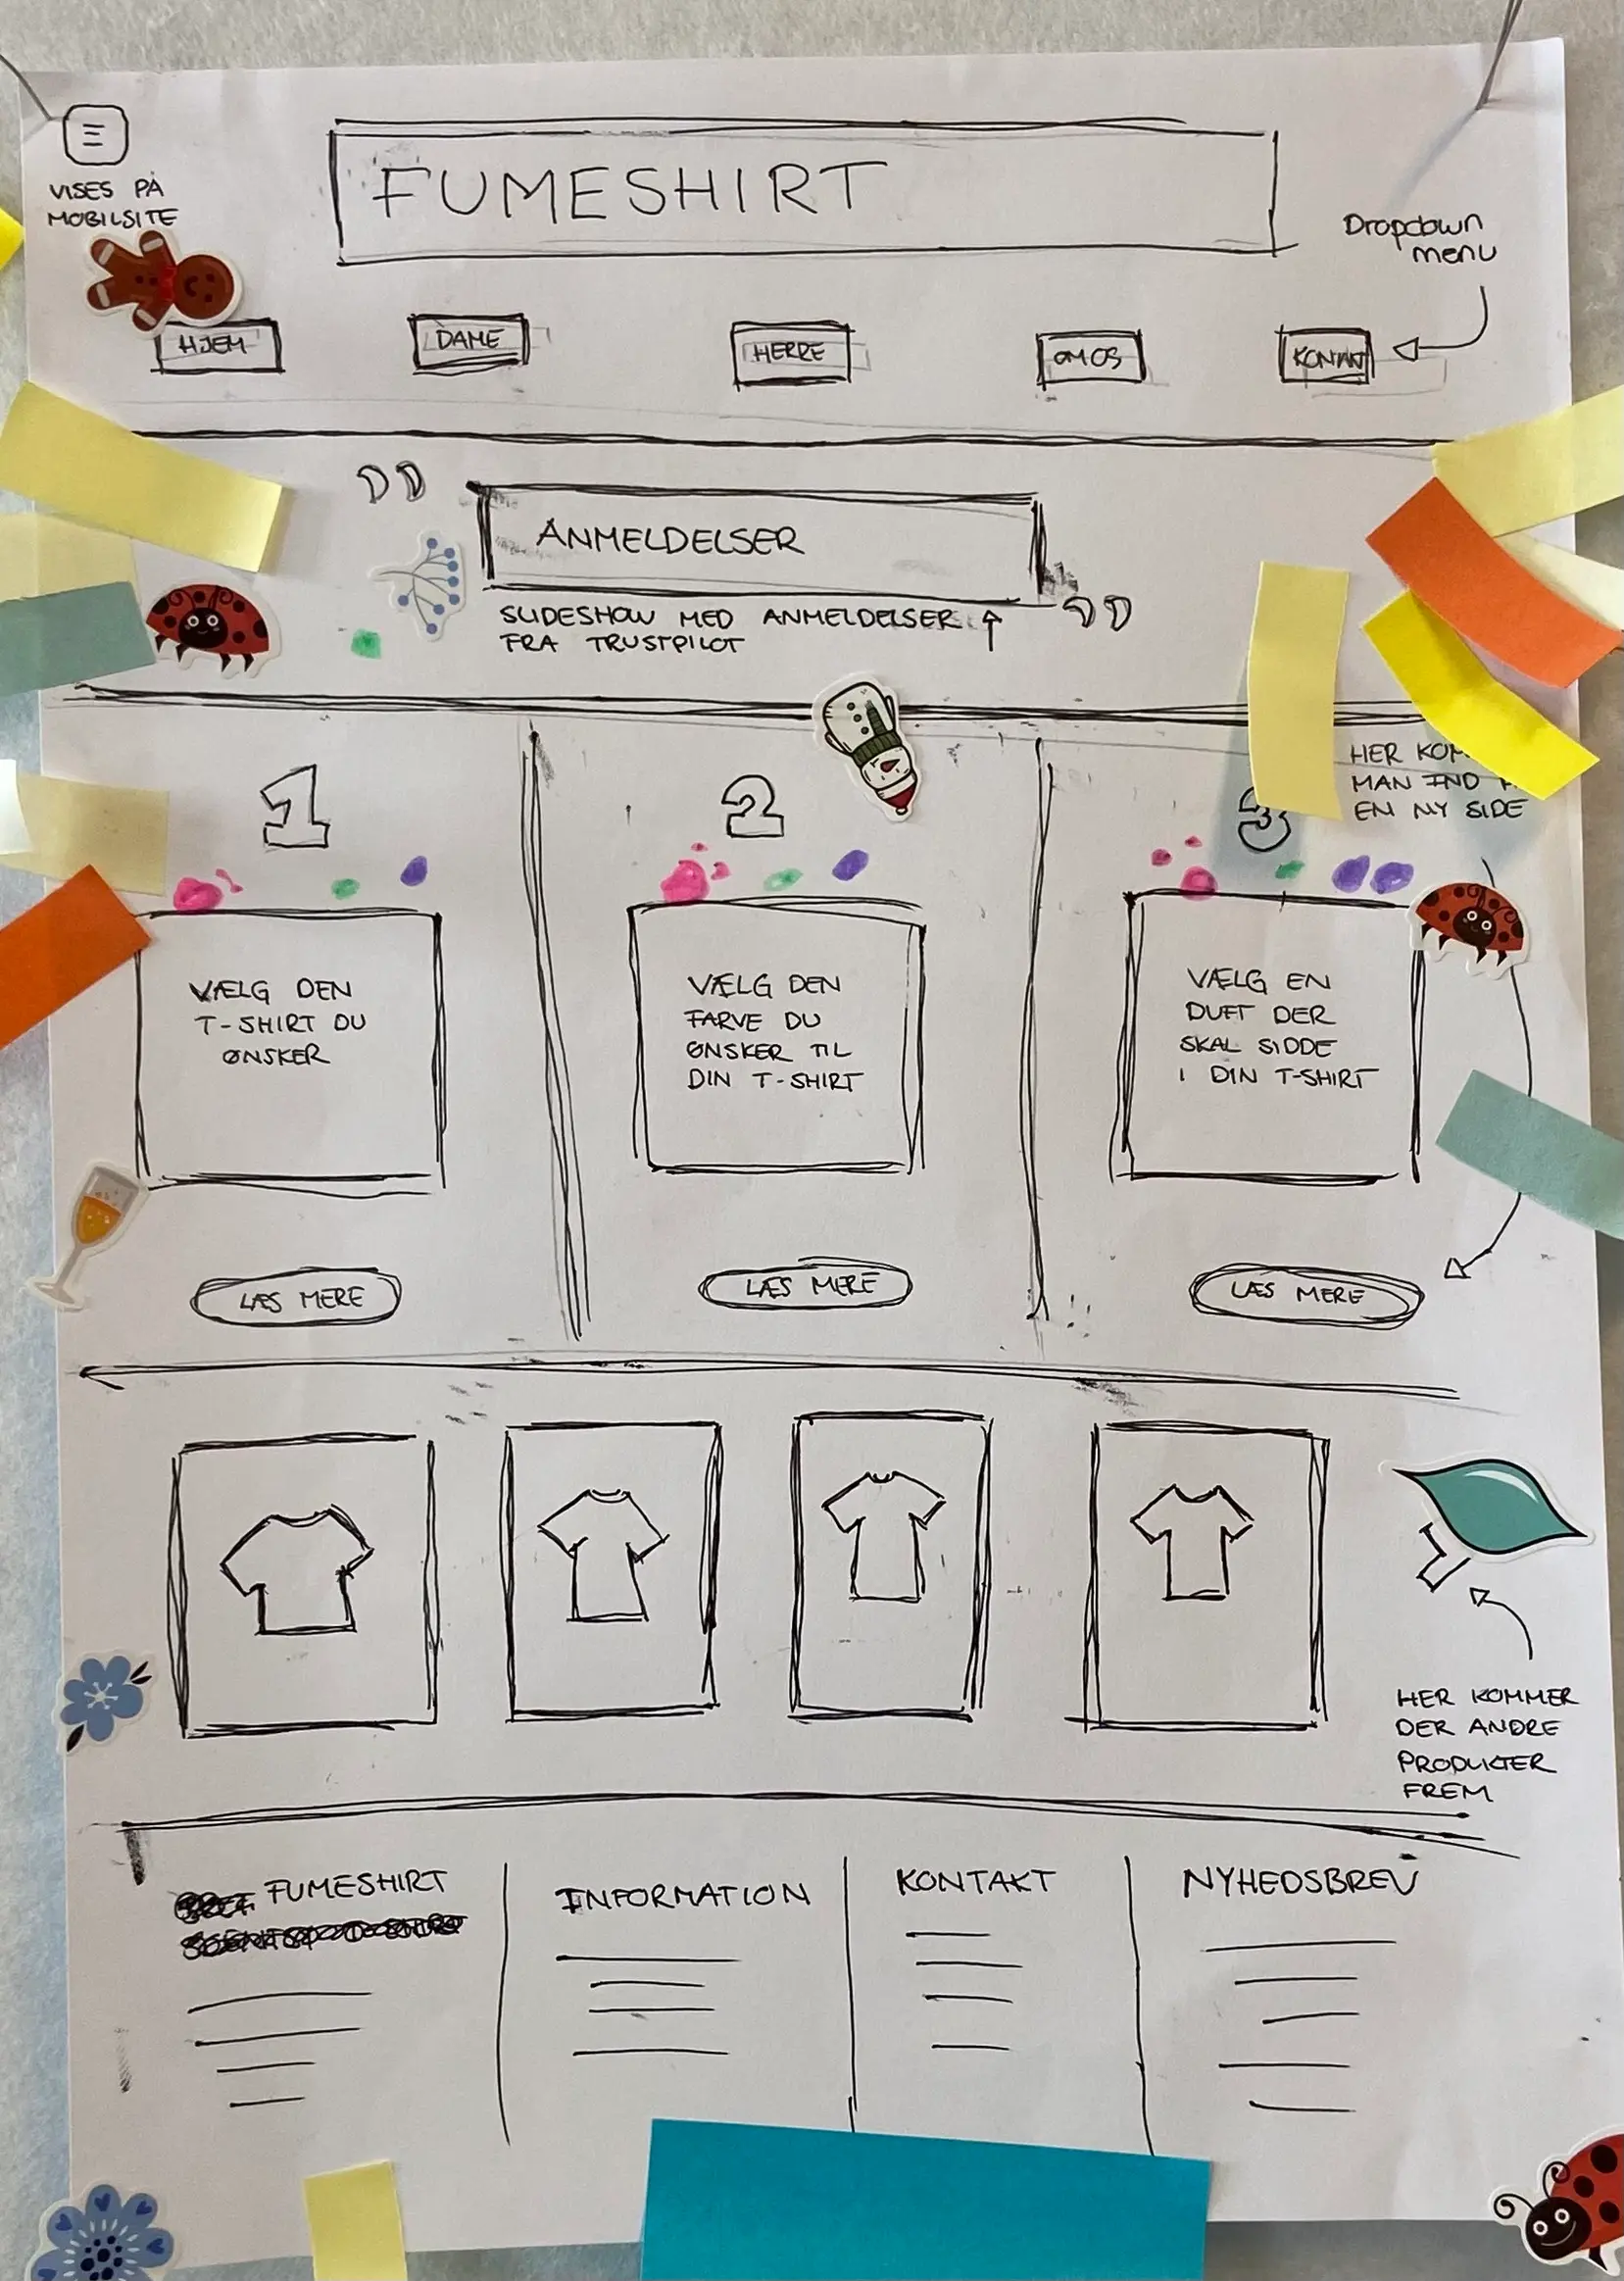 VISES PÅ
MOBILSITE
FUMESHIRT
Dropdown
menu
HJEM
DAME
HERRE
OM OS
ANMELDELSER
SLIDESHOW MED ANMELDELSER
FRA TRUSTPILOT
HER KOM
MAN IND
EN NY SIDE
1
2
3
VÆLG DEN
T-SHIRT DU
ØNSKER
VÆLG DEN
FARVE DU
ØNSKER TIL
DIN T-SHIRT
VÆLG EN
DUFT DER
SKAL SIDDE
I DIN T-SHIRT
LÆS MERE
LÆS MERE
LÆS MERE
HER KOMMER
DER ANDRE
PRODUKTER
FREM
FUMESHIRT
INFORMATION
KONTAKT
NYHEDSBREV